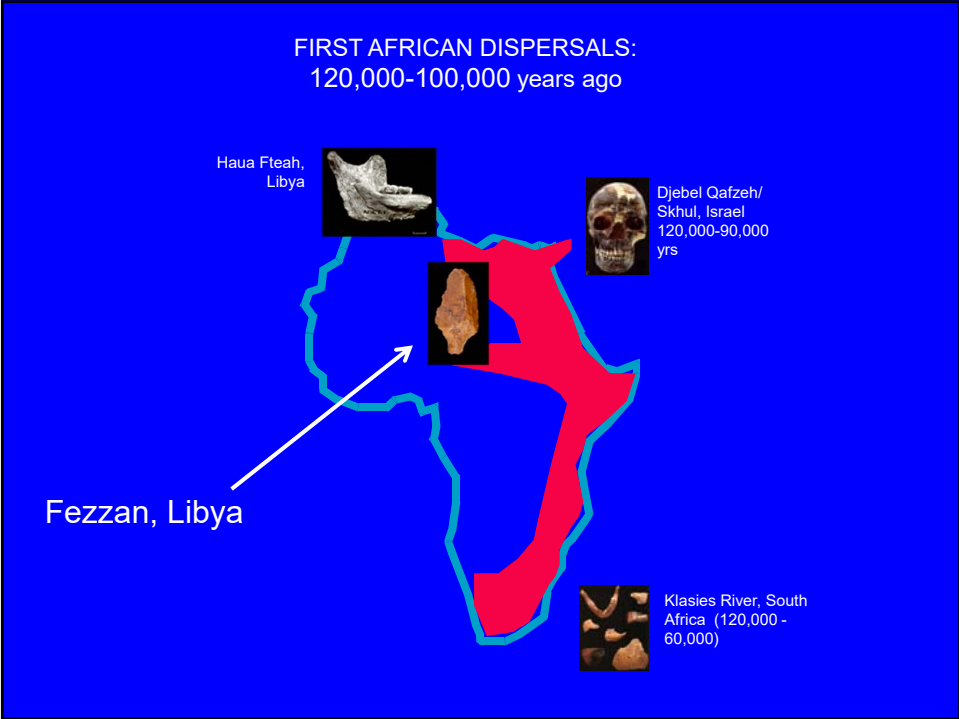 FIRST AFRICAN DISPERSALS:
120,000-100,000 years ago
Haua Fteah,
Libya
Djebel Qafzeh/
Skhul, Israel
120,000-90,000
yrs
Fezzan, Libya
Klasies River, South
Africa (120,000 -
60,000)